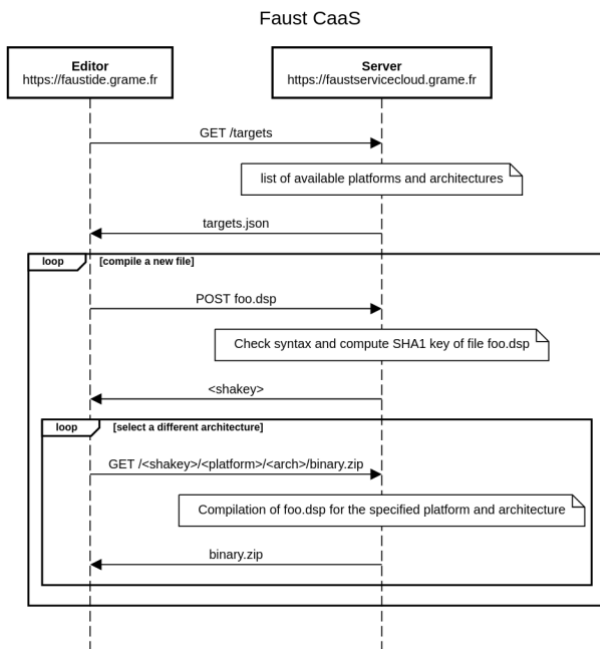 Faust CaaS
Editor
https://faustide.grame.fr
Server
https://faustservicecloud.grame.fr
GET /targets
list of available platforms and architectures
targets.json
loop [compile a new file]
POST foo.dsp
Check syntax and compute SHA1 key of file foo.dsp
<shakey>
loop [select a different architecture]
GET /<shakey>/<platform>/<arch>/binary.zip
Compilation of foo.dsp for the specified platform and architecture
binary.zip